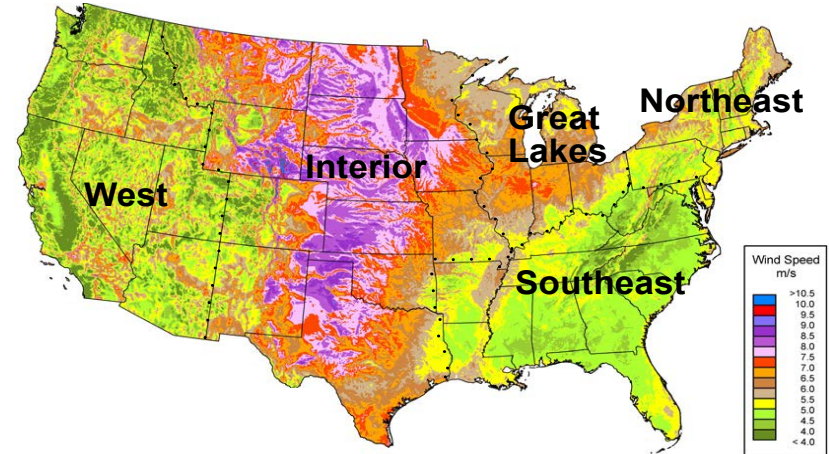 Northeast
Great
Lakes
Interior
West
Southeast
Wind Speed
m/s
>10.5
10.0
9.5
9.0
8.5
8.0
7.5
7.0
6.5
6.0
5.5
5.0
4.5
4.0
< 4.0